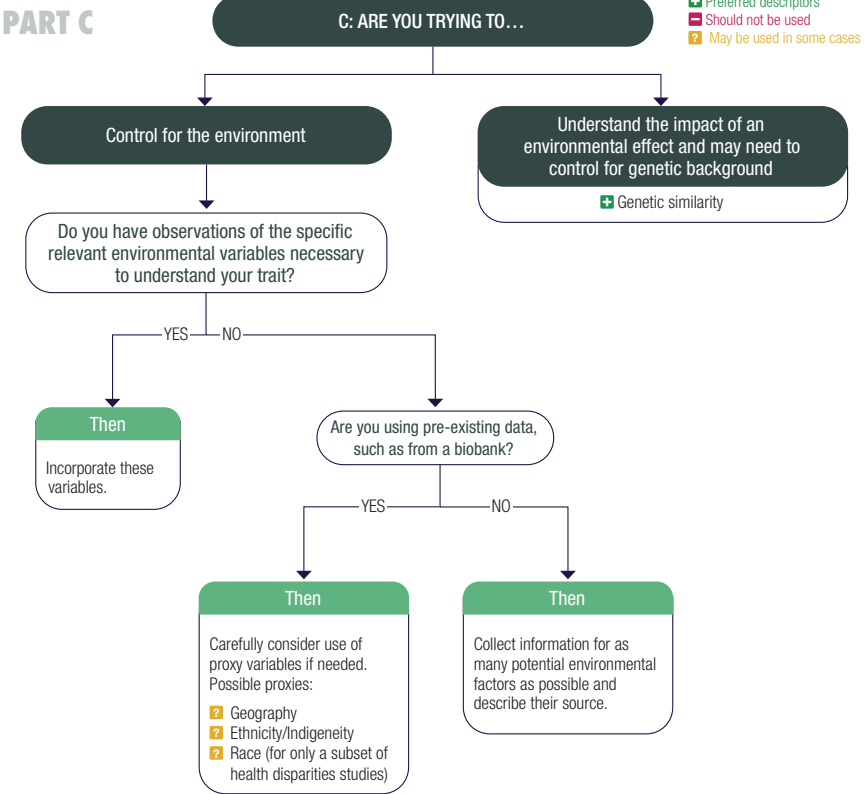 PART C
C: ARE YOU TRYING TO…
Preferred descriptors
Should not be used
? May be used in some cases
Control for the environment
Understand the impact of an
environmental effect and may need to
control for genetic background
Genetic similarity
Do you have observations of the specific
relevant environmental variables necessary
to understand your trait?
YES
NO
Then
Incorporate these
variables.
Are you using pre-existing data,
such as from a biobank?
YES
NO
Then
Carefully consider use of
proxy variables if needed.
Possible proxies:
? Geography
? Ethnicity/Indigeneity
? Race (for only a subset of
health disparities studies)
Then
Collect information for as
many potential environmental
factors as possible and
describe their source.